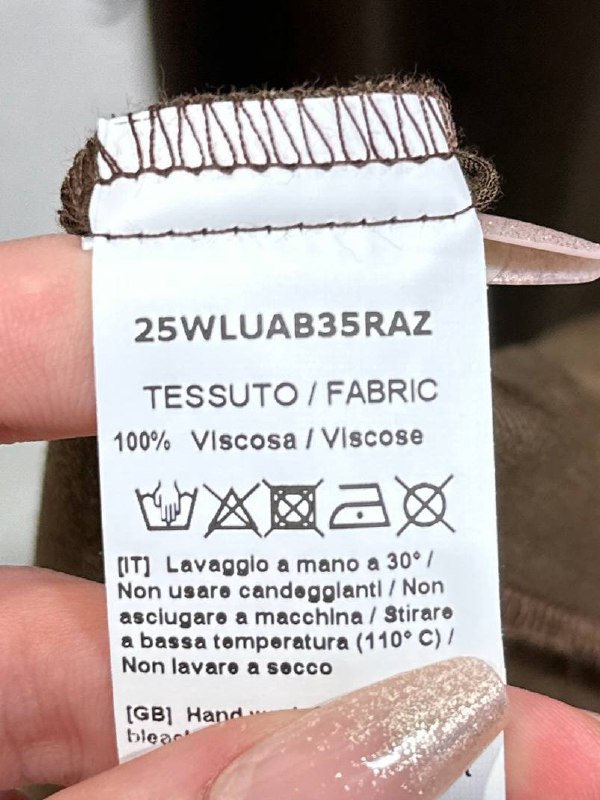 25WLUAB35RAZ
TESSUTO / FABRIC
100% Viscosa / Viscose
[IT] Lavaggio a mano a 30° /
Non usare candeggianti / Non
asciugare a macchina / Stirare
a bassa temperatura (110° C) /
Non lavare a secco
[GB] Hand